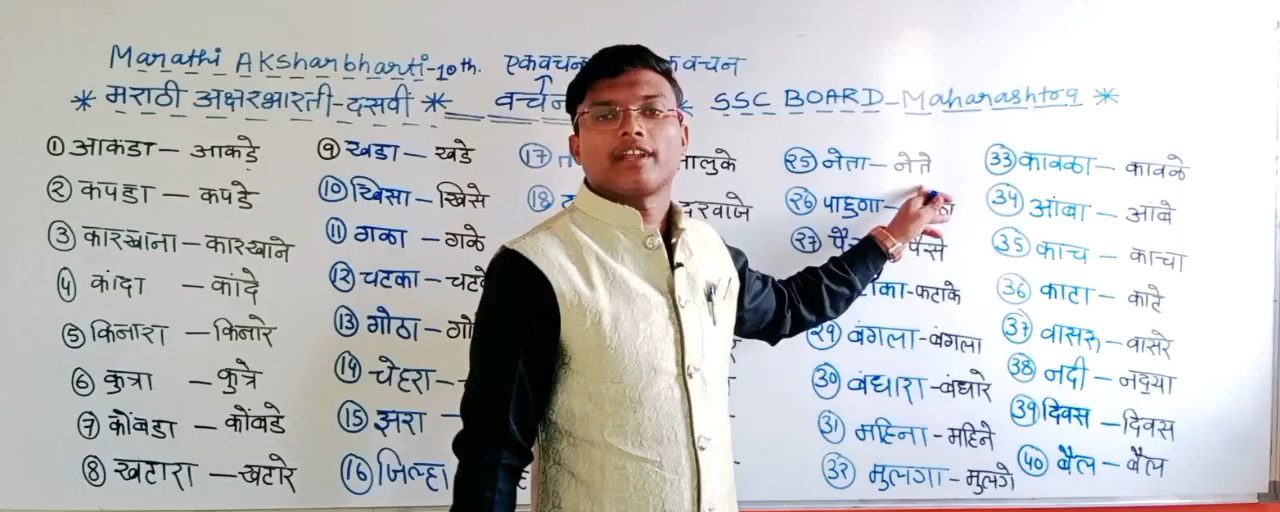 Marathi Aksharbharti-10th. एकवचन वचन
* मराठी अक्षरभारती-दसवी * SSC BOARD-Maharashtra *
① आकडा – आकडे
② कपडा – कपडे
③ कारखाना – कारखाने
④ कांदा – कांदे
⑤ किनारा – किनारे
⑥ कुत्रा – कुत्रे
⑦ कोंबडा – कोंबडे
⑧ खटारा – खटारे
⑨ खडा – खडे
⑩ खिसा – खिसे
⑪ गळा – गळे
⑫ चटका –
⑬ गोठा –
⑭ चेहरा –
⑮ झरा –
⑯ जिल्हा
⑰
⑱ दरवाजे
㉕ नेता – नेते
㉖ पाहुणा –
㉗ पैसे
फटाके
㉙ बंगला – बंगला
㉚ बंधारा – बंधारे
㉛ महिना – महिने
㉜ मुलगा – मुलगे
㉝ कावळा – कावळे
㉞ आंबा – आंबे
㉟ काच – काचा
㊱ काटा – काटे
㊲ वासरू – वासरे
㊳ नदी – नद्या
㊴ दिवस – दिवस
㊵ बैल – बैल